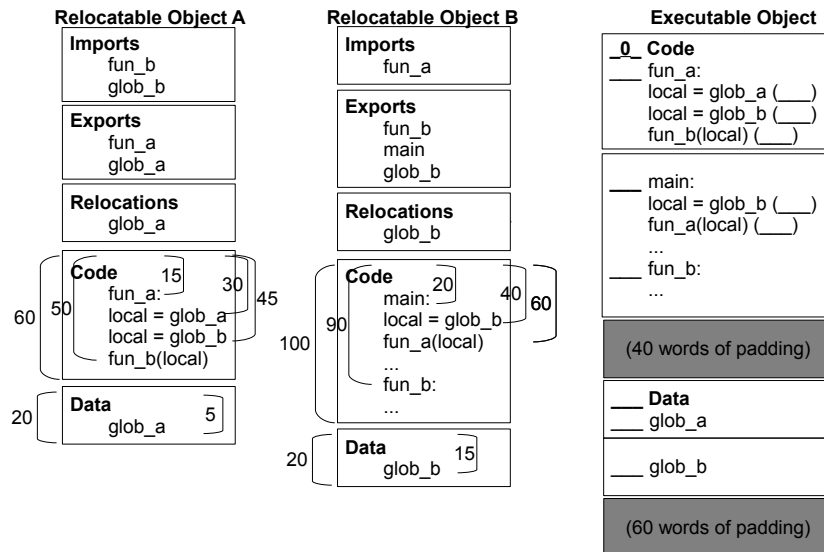 Relocatable Object A
Imports
fun_b
glob_b
Exports
fun_a
glob_a
Relocations
glob_a
Code
fun_a:
local = glob_a
local = glob_b
fun_b(local)
15
30
45
50
60
Data
glob_a
5
20
Relocatable Object B
Imports
fun_a
Exports
fun_b
main
glob_b
Relocations
glob_b
Code
main:
local = glob_b
fun_a(local)
...
fun_b:
...
20
40
60
90
100
Data
glob_b
15
20
Executable Object
_0_ Code
___ fun_a:
local = glob_a (___)
local = glob_b (___)
fun_b(local) (___)
___ main:
local = glob_b (___)
fun_a(local) (___)
...
___ fun_b:
...
(40 words of padding)
___ Data
___ glob_a
___ glob_b
(60 words of padding)